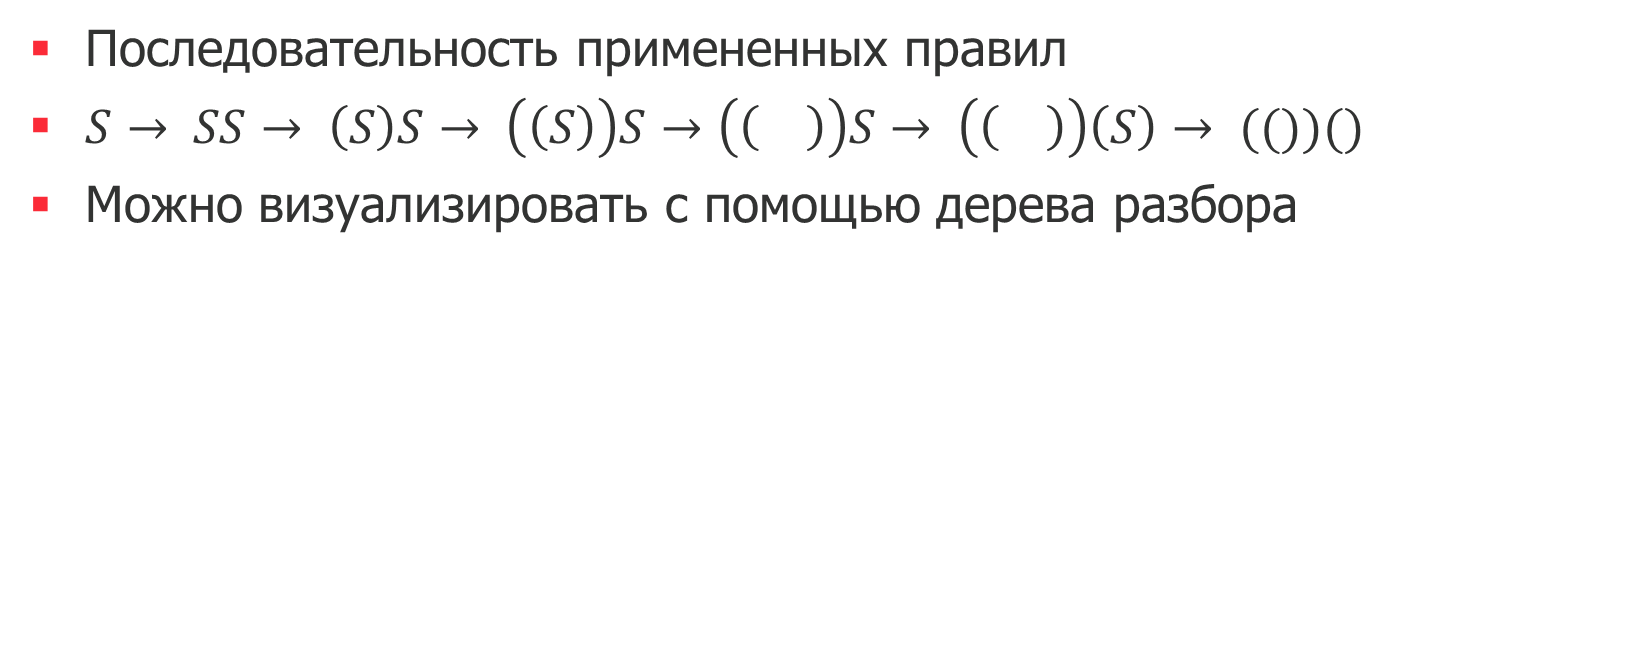 Последовательность примененных правил
S → SS → (S)S → ((S))S → (( ))S → (( ))(S) → (())()
Можно визуализировать с помощью дерева разбора